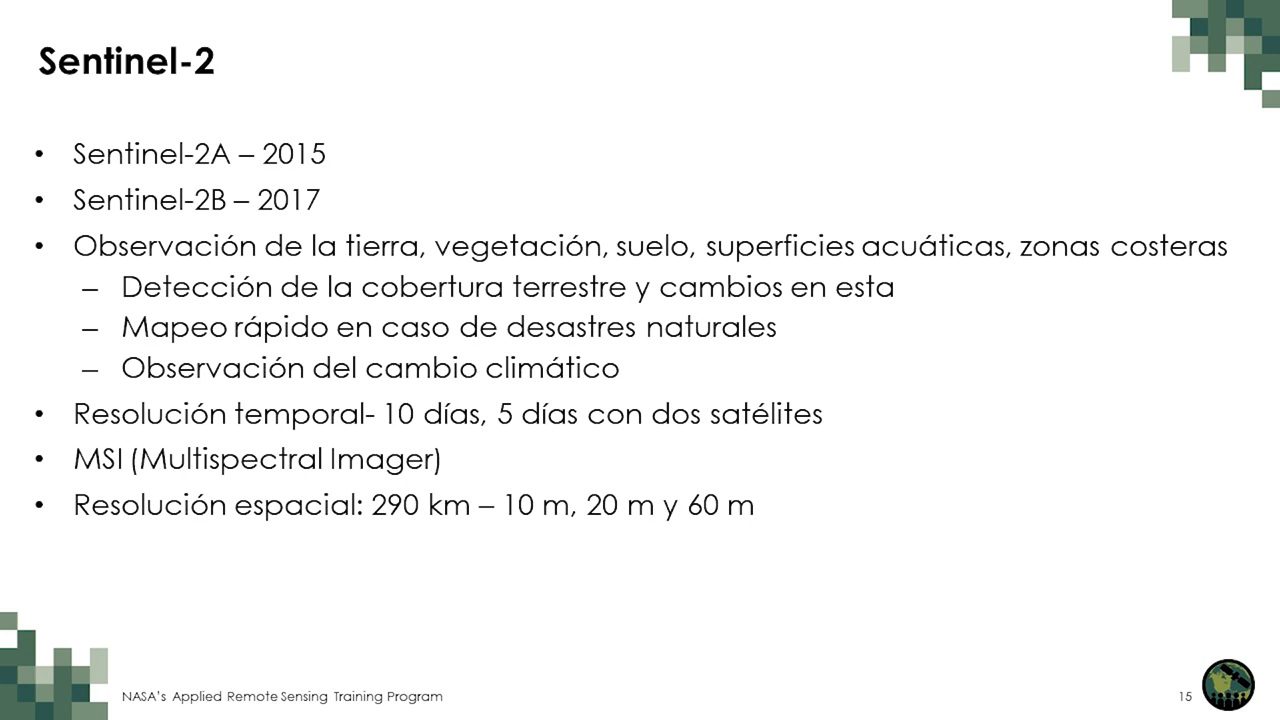 Sentinel-2
• Sentinel-2A – 2015
• Sentinel-2B – 2017
• Observación de la tierra, vegetación, suelo, superficies acuáticas, zonas costeras
– Detección de la cobertura terrestre y cambios en esta
– Mapeo rápido en caso de desastres naturales
– Observación del cambio climático
• Resolución temporal- 10 días, 5 días con dos satélites
• MSI (Multispectral Imager)
• Resolución espacial: 290 km – 10 m, 20 m y 60 m
NASA's Applied Remote Sensing Training Program
15